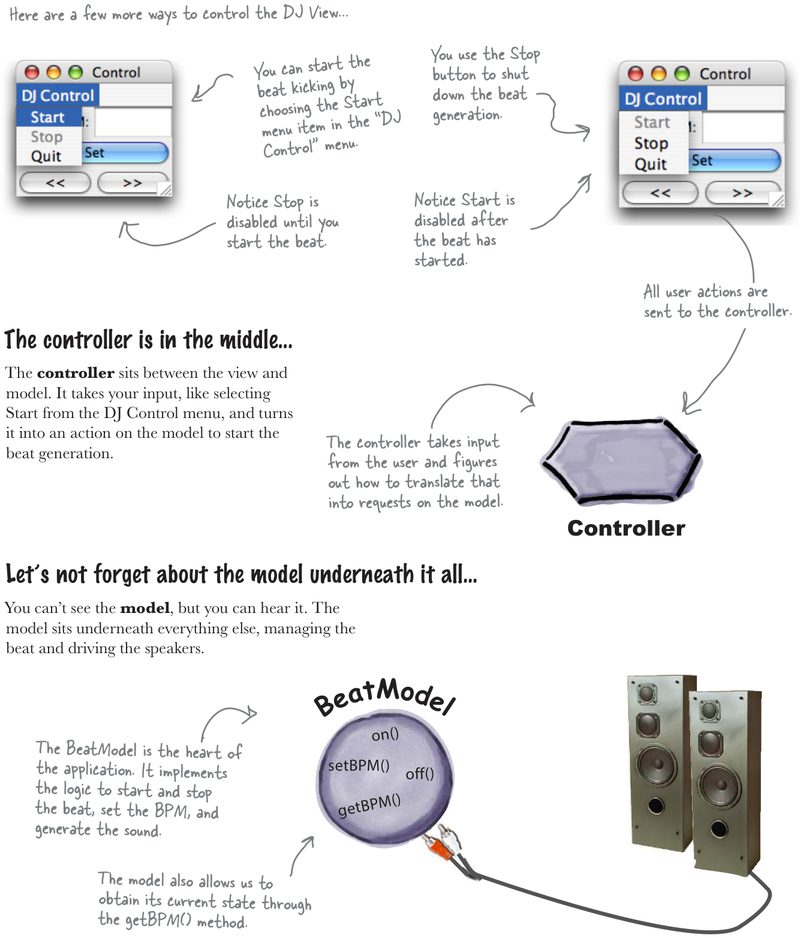 Here are a few more ways to control the DJ View...
Control
DJ Control
Start
Stop
Quit
M:
Set
<<
>>
You can start the
beat kicking by
choosing the Start
menu item in the “DJ
Control” menu.
Notice Stop is
disabled until you
start the beat.
You use the Stop
button to shut
down the beat
generation.
Notice Start is
disabled after
the beat has
started.
Control
DJ Control
Start
Stop
Quit
Set
<<
>>
All user actions are
sent to the controller.
The controller is in the middle...
The controller sits between the view and
model. It takes your input, like selecting
Start from the DJ Control menu, and turns
it into an action on the model to start the
beat generation.
The controller takes input
from the user and figures
out how to translate that
into requests on the model.
Controller
Let’s not forget about the model underneath it all...
You can’t see the model, but you can hear it. The
model sits underneath everything else, managing the
beat and driving the speakers.
The BeatModel is the heart of
the application. It implements
the logic to start and stop
the beat, set the BPM, and
generate the sound.
BeatModel
on()
setBPM()
off()
getBPM()
The model also allows us to
obtain its current state through
the getBPM() method.